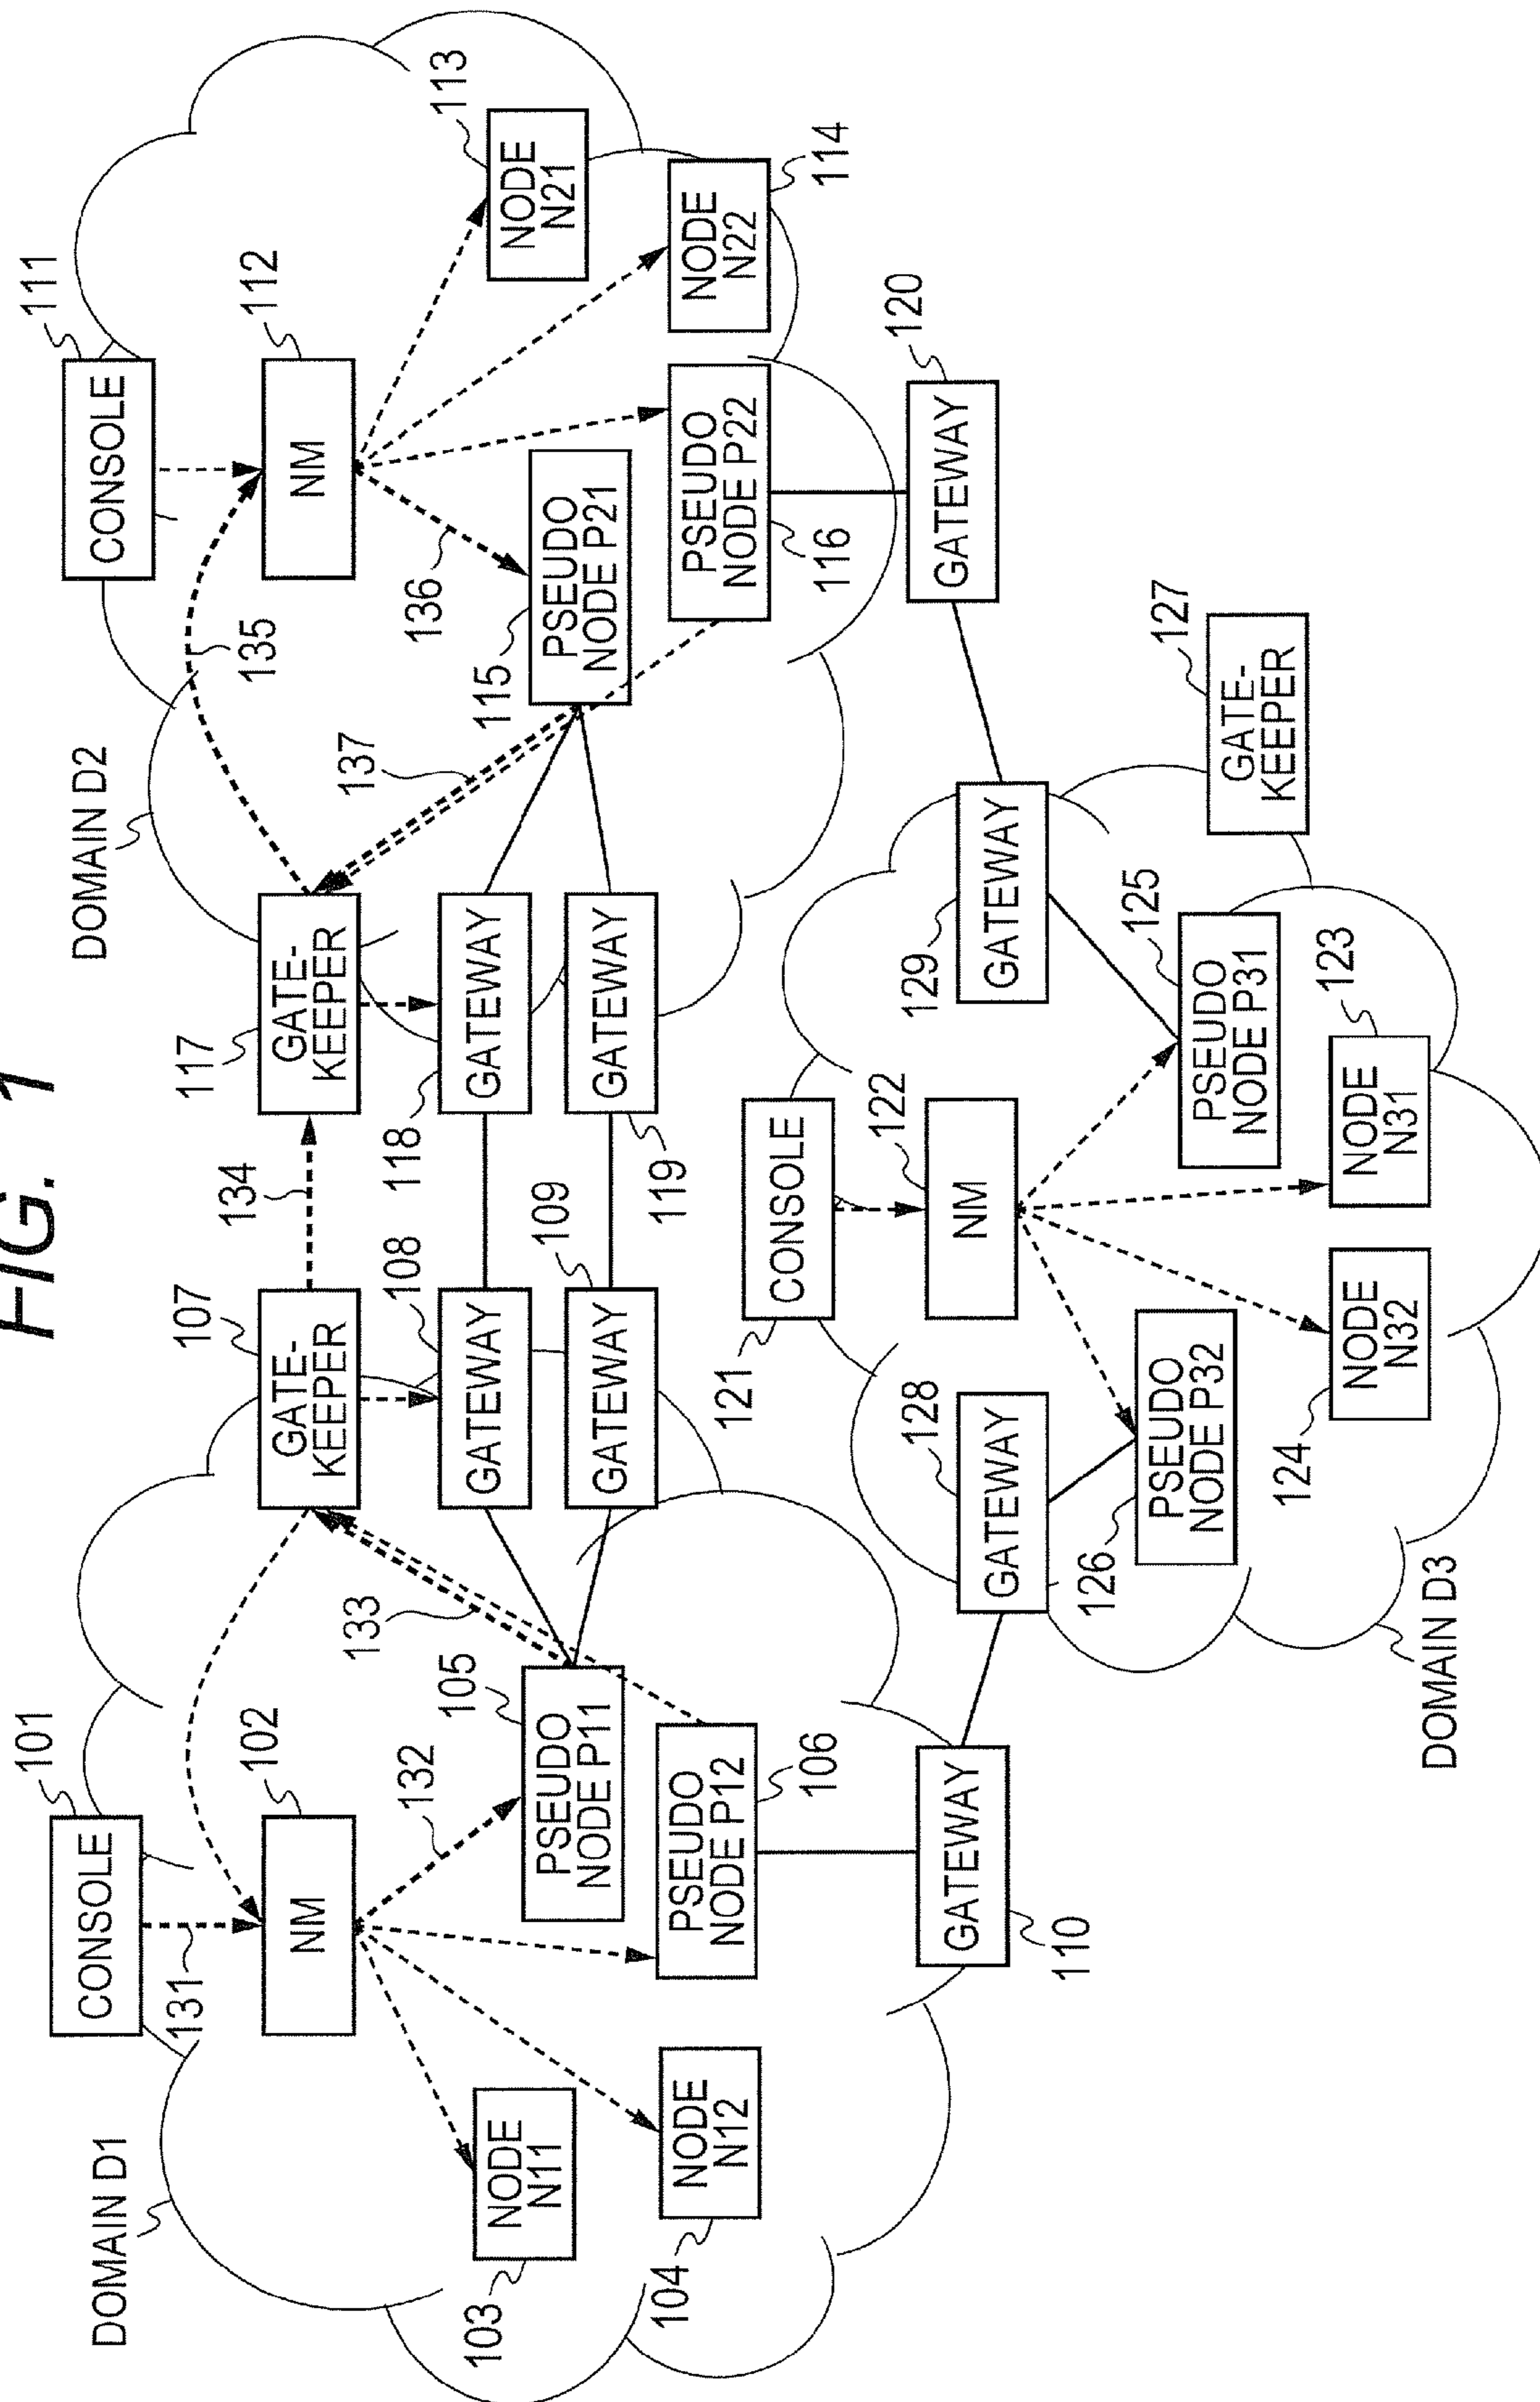 FIG. 1
DOMAIN D1
101
CONSOLE
131
102
NM
132
103
NODE
N11
104
NODE
N12
105
PSEUDO
NODE P11
106
PSEUDO
NODE P12
133
107
GATE-
KEEPER
108
GATEWAY
109
GATEWAY
110
GATEWAY
134
DOMAIN D2
111
CONSOLE
112
NM
135
136
137
113
NODE
N21
114
NODE
N22
115
PSEUDO
NODE P21
116
PSEUDO
NODE P22
117
GATE-
KEEPER
118
GATEWAY
119
GATEWAY
120
GATEWAY
DOMAIN D3
121
CONSOLE
122
NM
123
NODE
N31
124
NODE
N32
125
PSEUDO
NODE P31
126
PSEUDO
NODE P32
127
GATE-
KEEPER
128
GATEWAY
129
GATEWAY